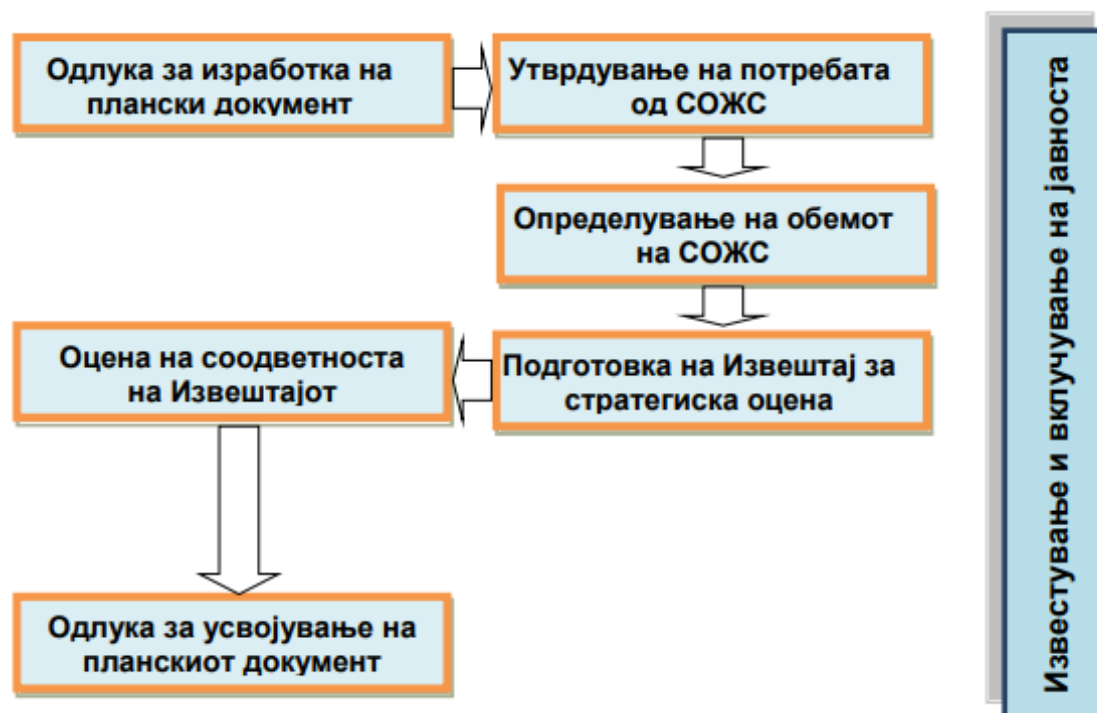 Одлука за изработка на
плански документ
Утврдување на потребата
од СОЖС
Определување на обемот
на СОЖС
Подготовка на Извештај за
стратегиска оцена
Оцена на соодветноста
на Извештајот
Одлука за усвојување на
планскиот документ
Известување и вклучување на јавноста